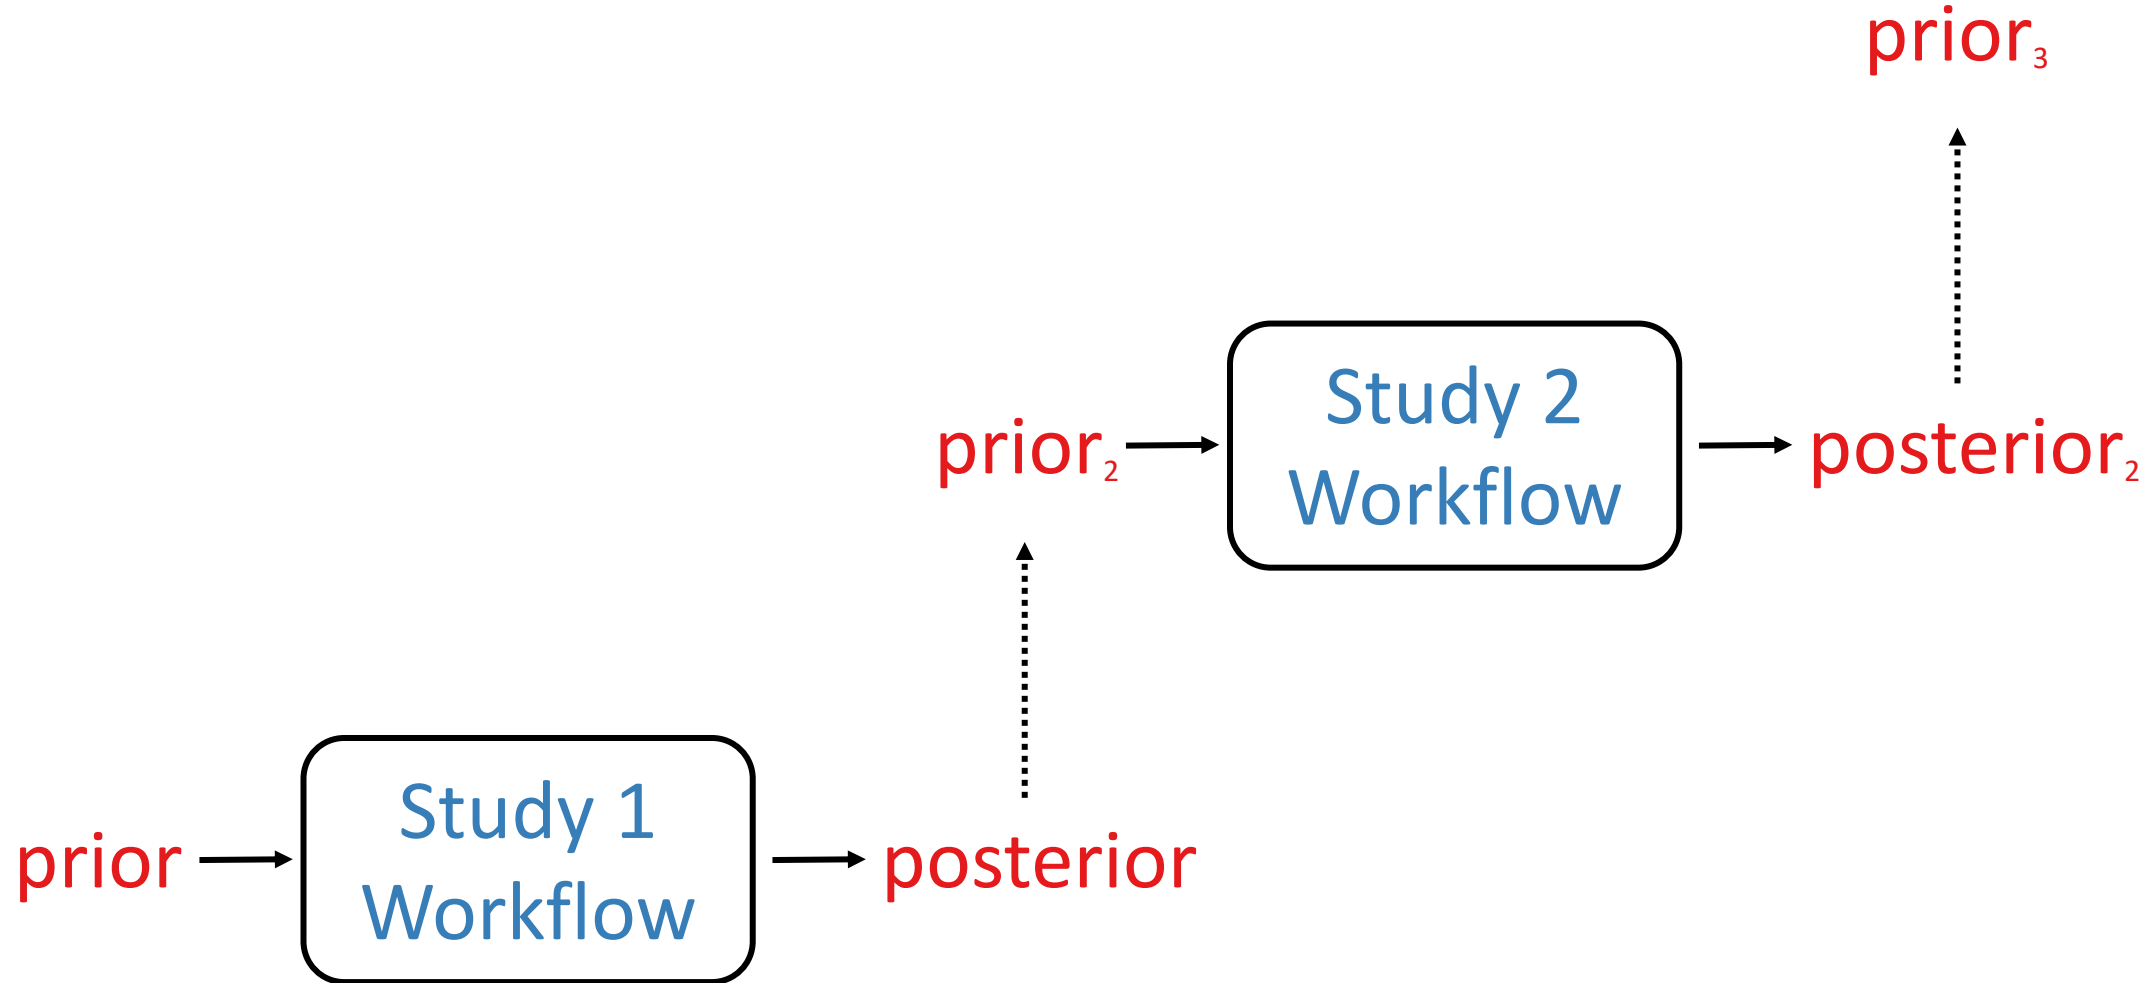 prior₃
prior₂
Study 2
Workflow
posterior₂
prior
Study 1
Workflow
posterior